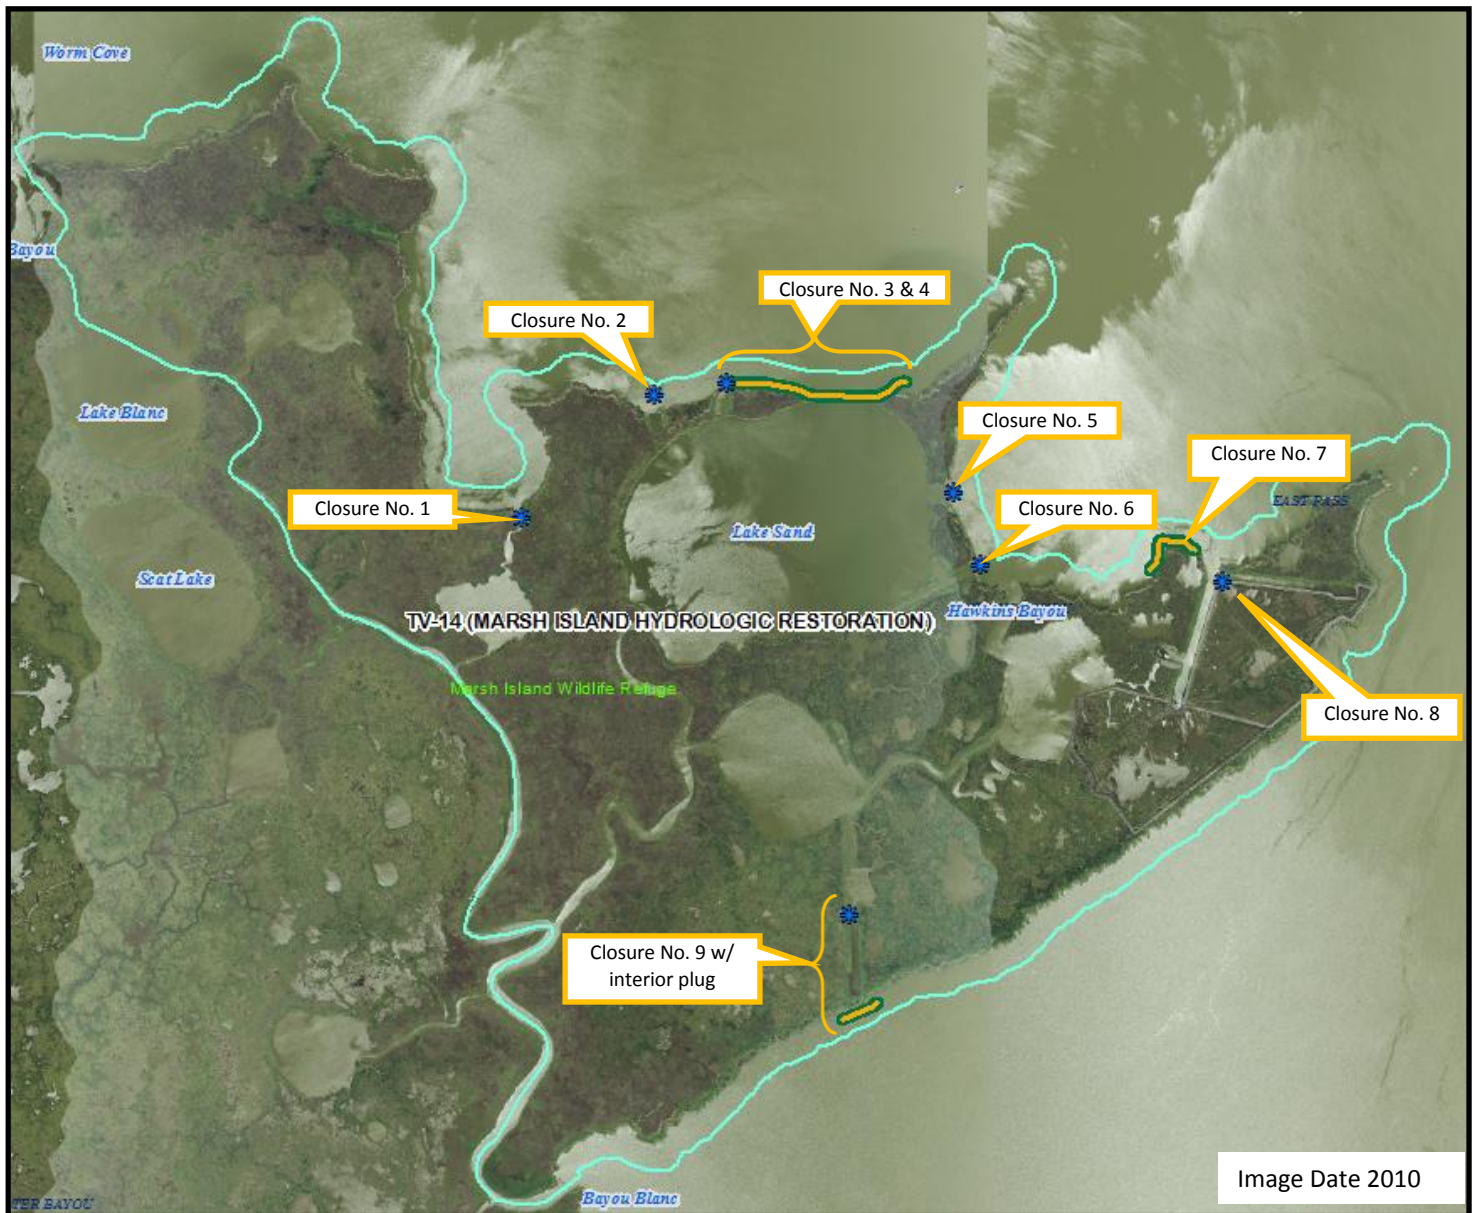 Worm Cove
Bayou
Closure No. 3 & 4
Closure No. 2
Lake Blanc
Closure No. 5
Closure No. 7
Closure No. 1
Closure No. 6
EAST PASS
Lake Sand
Scat Lake
Hawkins Bayou
TV-14 (MARSH ISLAND HYDROLOGIC RESTORATION)
Marsh Island Wildlife Refuge
Closure No. 8
Closure No. 9 w/
interior plug
Image Date 2010
Bayou Blanc
TER BAYOU